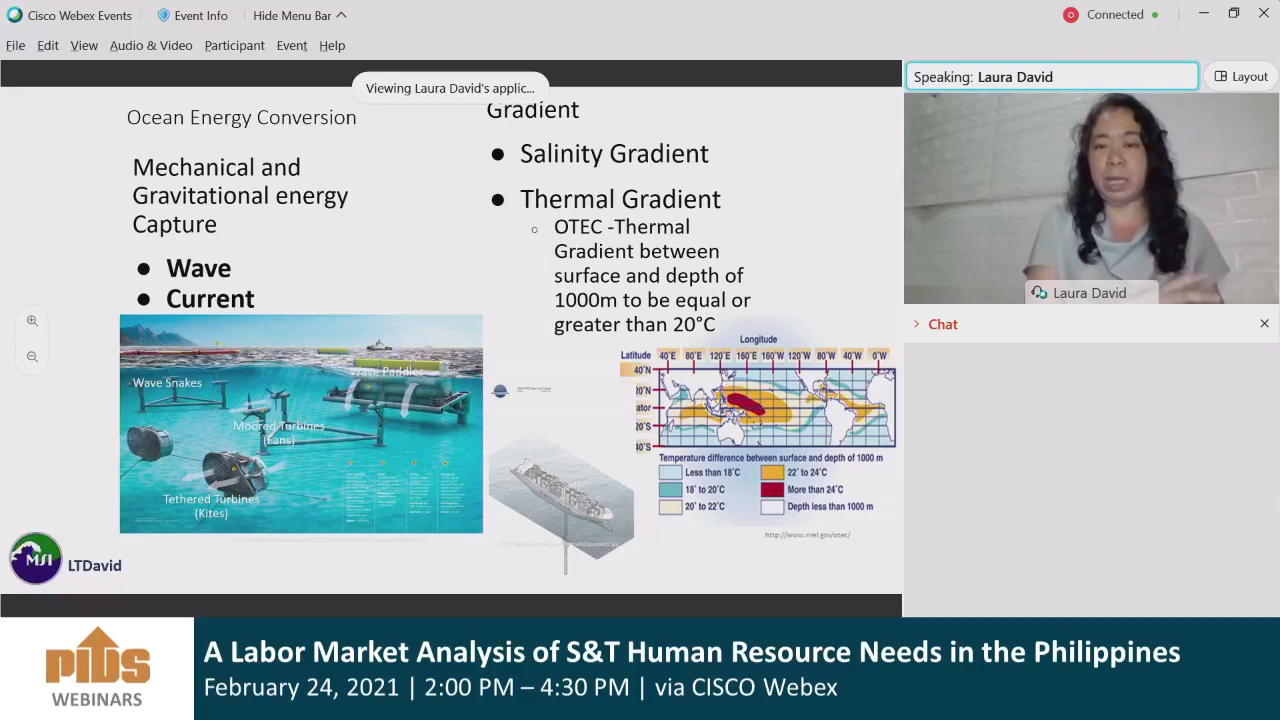 Cisco Webex Events
Event Info
Hide Menu Bar
Connected
File Edit View Audio & Video Participant Event Help
Viewing Laura David's applic...
Speaking: Laura David
Layout
Laura David
Chat
Ocean Energy Conversion
Mechanical and
Gravitational energy
Capture
● Wave
● Current
Wave Snakes
Wave Paddles
Moored Turbines
(Fans)
Tethered Turbines
(Kites)
Gradient
● Salinity Gradient
● Thermal Gradient
○ OTEC -Thermal
Gradient between
surface and depth of
1000m to be equal or
greater than 20°C
Longitude
Latitude 40°E 80°E 120°E 160°E 160°W 120°W 80°W 40°W 0°W
40°N
20°N
ator
20°S
40°S
Temperature difference between surface and depth of 1000 m
Less than 18°C
22° to 24°C
18° to 20°C
More than 24°C
20° to 22°C
Depth less than 1000 m
http://www.nrel.gov/otec/
MSI
LTDavid
PIDS
WEBINARS
A Labor Market Analysis of S&T Human Resource Needs in the Philippines
February 24, 2021 | 2:00 PM – 4:30 PM | via CISCO Webex